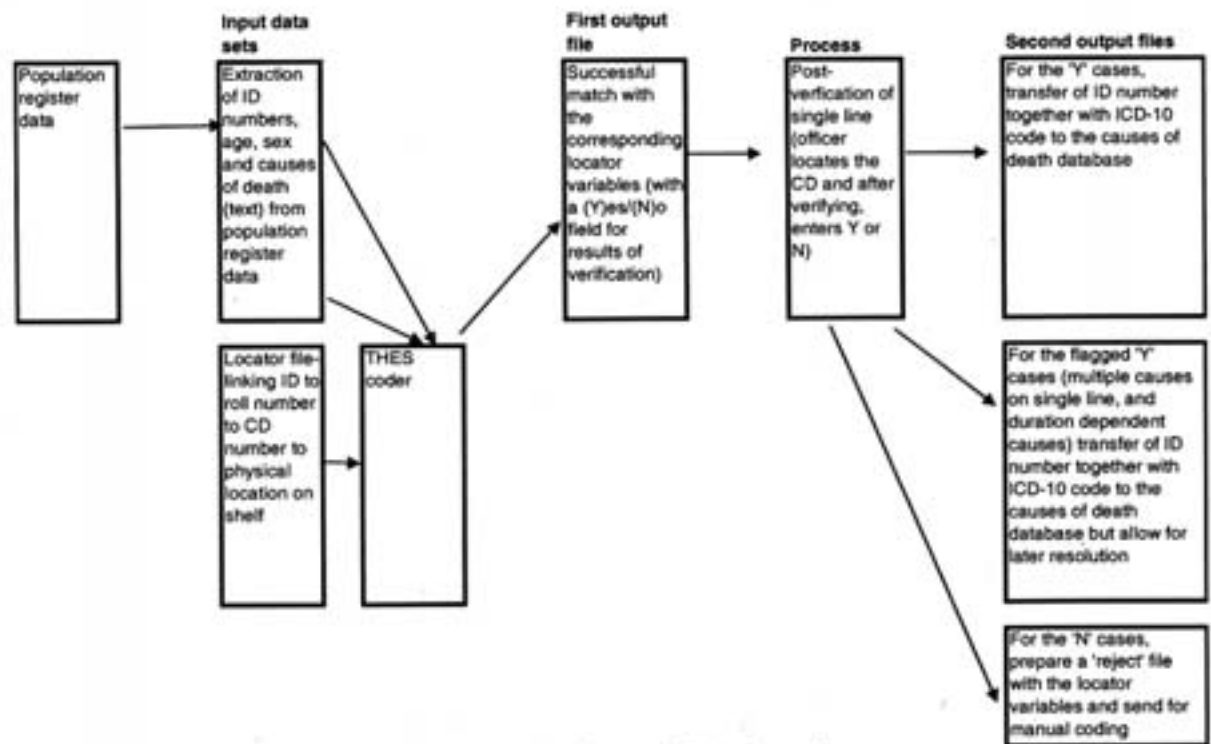 Input data
sets
First output
file
Process
Second output files
Population
register
data
Extraction
of ID
numbers,
age, sex
and causes
of death
(text) from
population
register
data
Successful
match with
the
corresponding
locator
variables (with
a (Y)es/(N)o
field for
results of
verification)
Post-
verfication of
single line
(officer
locates the
CD and after
verifying,
enters Y or
N)
For the 'Y' cases,
transfer of ID number
together with ICD-10
code to the causes of
death database
Locator file-
linking ID to
roll number
to CD
number to
physical
location on
shelf
THES
coder
For the flagged 'Y'
cases (multiple causes
on single line, and
duration dependent
causes) transfer of ID
number together with
ICD-10 code to the
causes of death
database but allow for
later resolution
For the 'N' cases,
prepare a 'reject' file
with the locator
variables and send for
manual coding